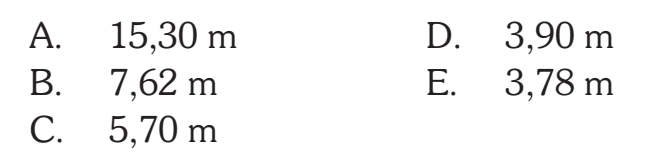 A. 15,30 m
B. 7,62 m
C. 5,70 m
D. 3,90 m
E. 3,78 m